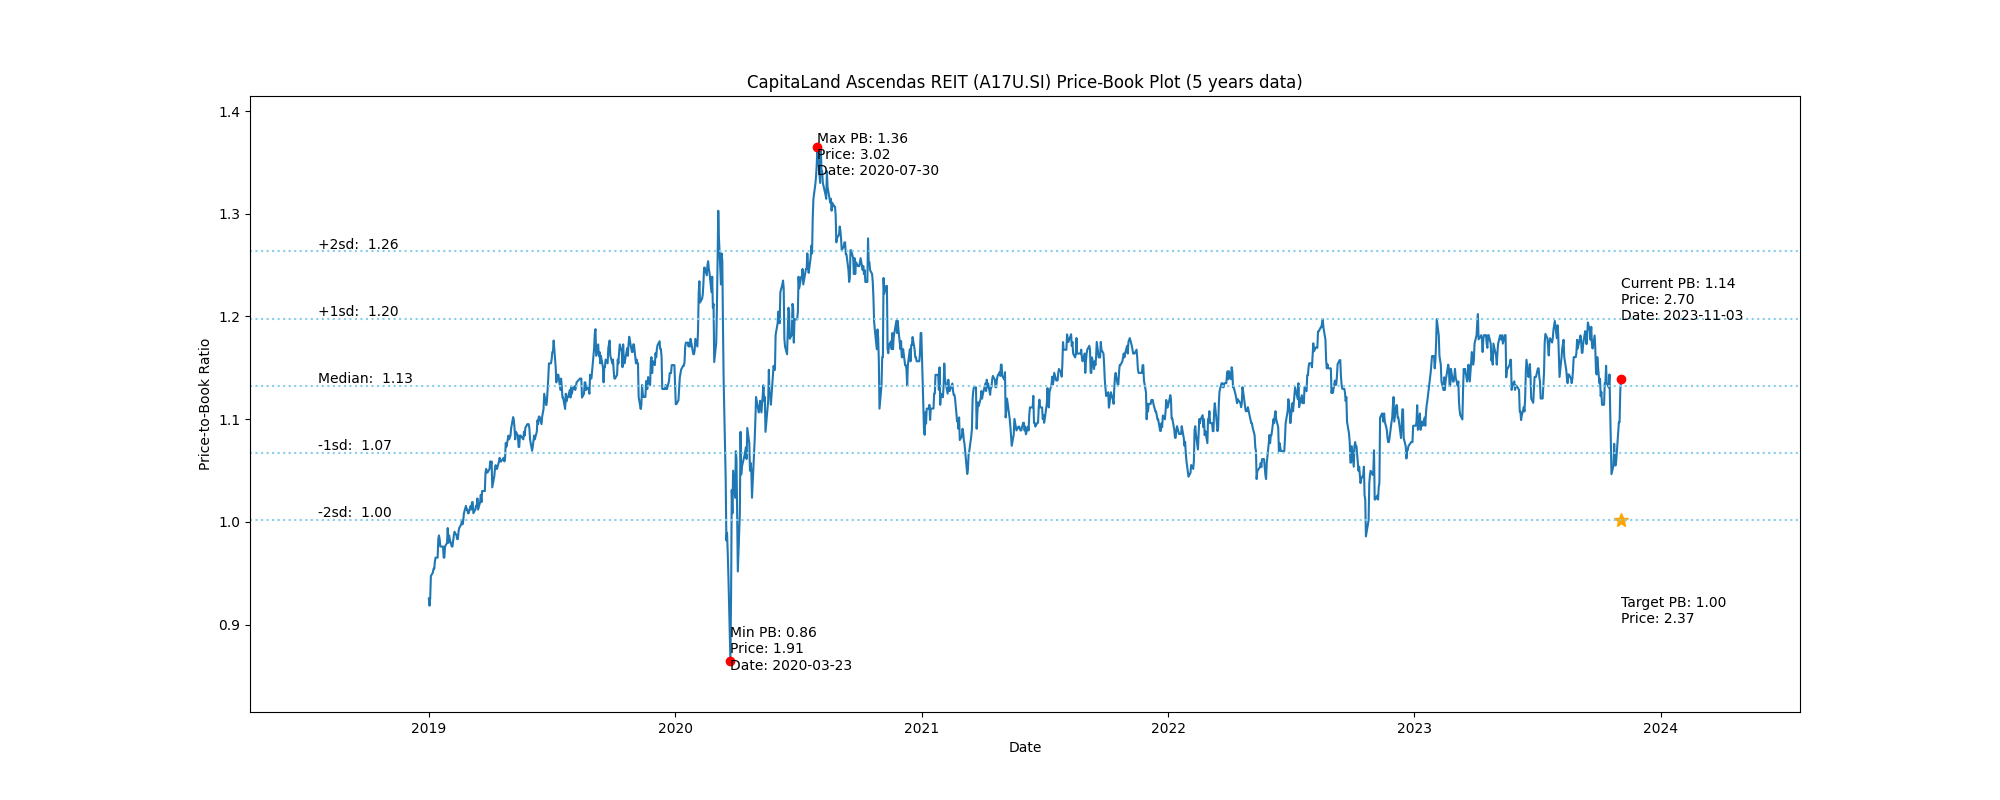 CapitaLand Ascendas REIT (A17U.SI) Price-Book Plot (5 years data)
1.4
1.3
1.2
1.1
1.0
0.9
Price-to-Book Ratio
Max PB: 1.36
Price: 3.02
Date: 2020-07-30
+2sd:  1.26
+1sd:  1.20
Median:  1.13
-1sd:  1.07
-2sd:  1.00
Current PB: 1.14
Price: 2.70
Date: 2023-11-03
Target PB: 1.00
Price: 2.37
Min PB: 0.86
Price: 1.91
Date: 2020-03-23
2019 2020 2021 2022 2023 2024
Date